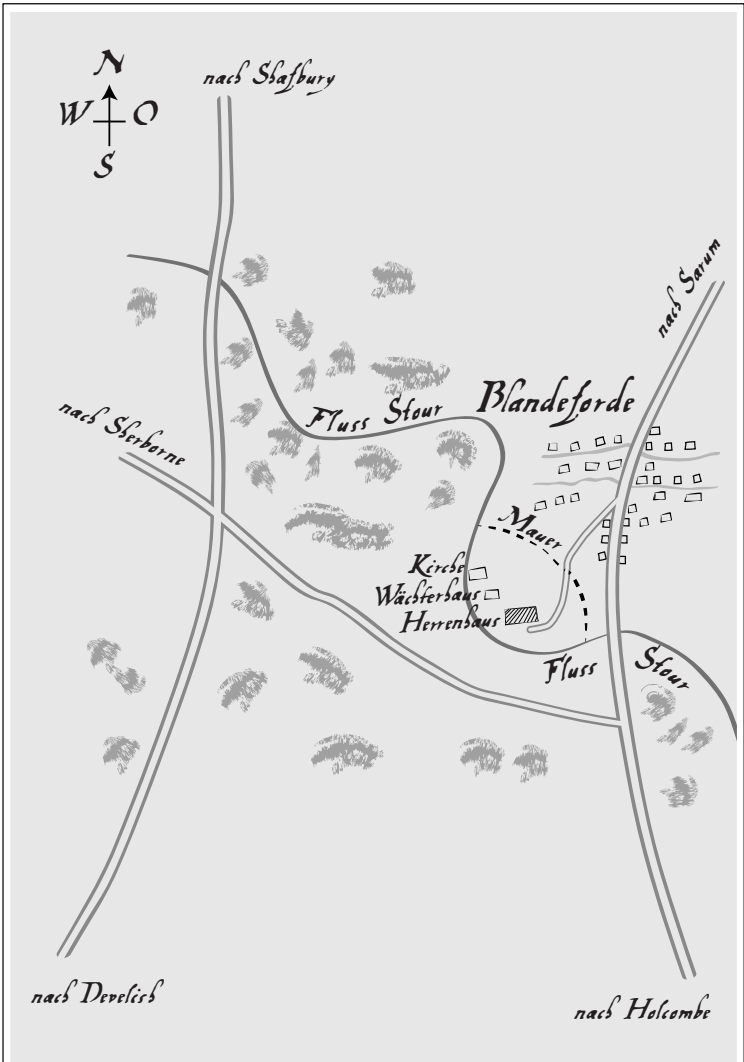 N
W O
S
nach Shafbury
nach Sarum
Blandeforde
nach Sherborne
Fluss Stour
Mauer
Kirche
Wächterhaus
Herrenhaus
Fluss Stour
nach Develish
nach Holcombe